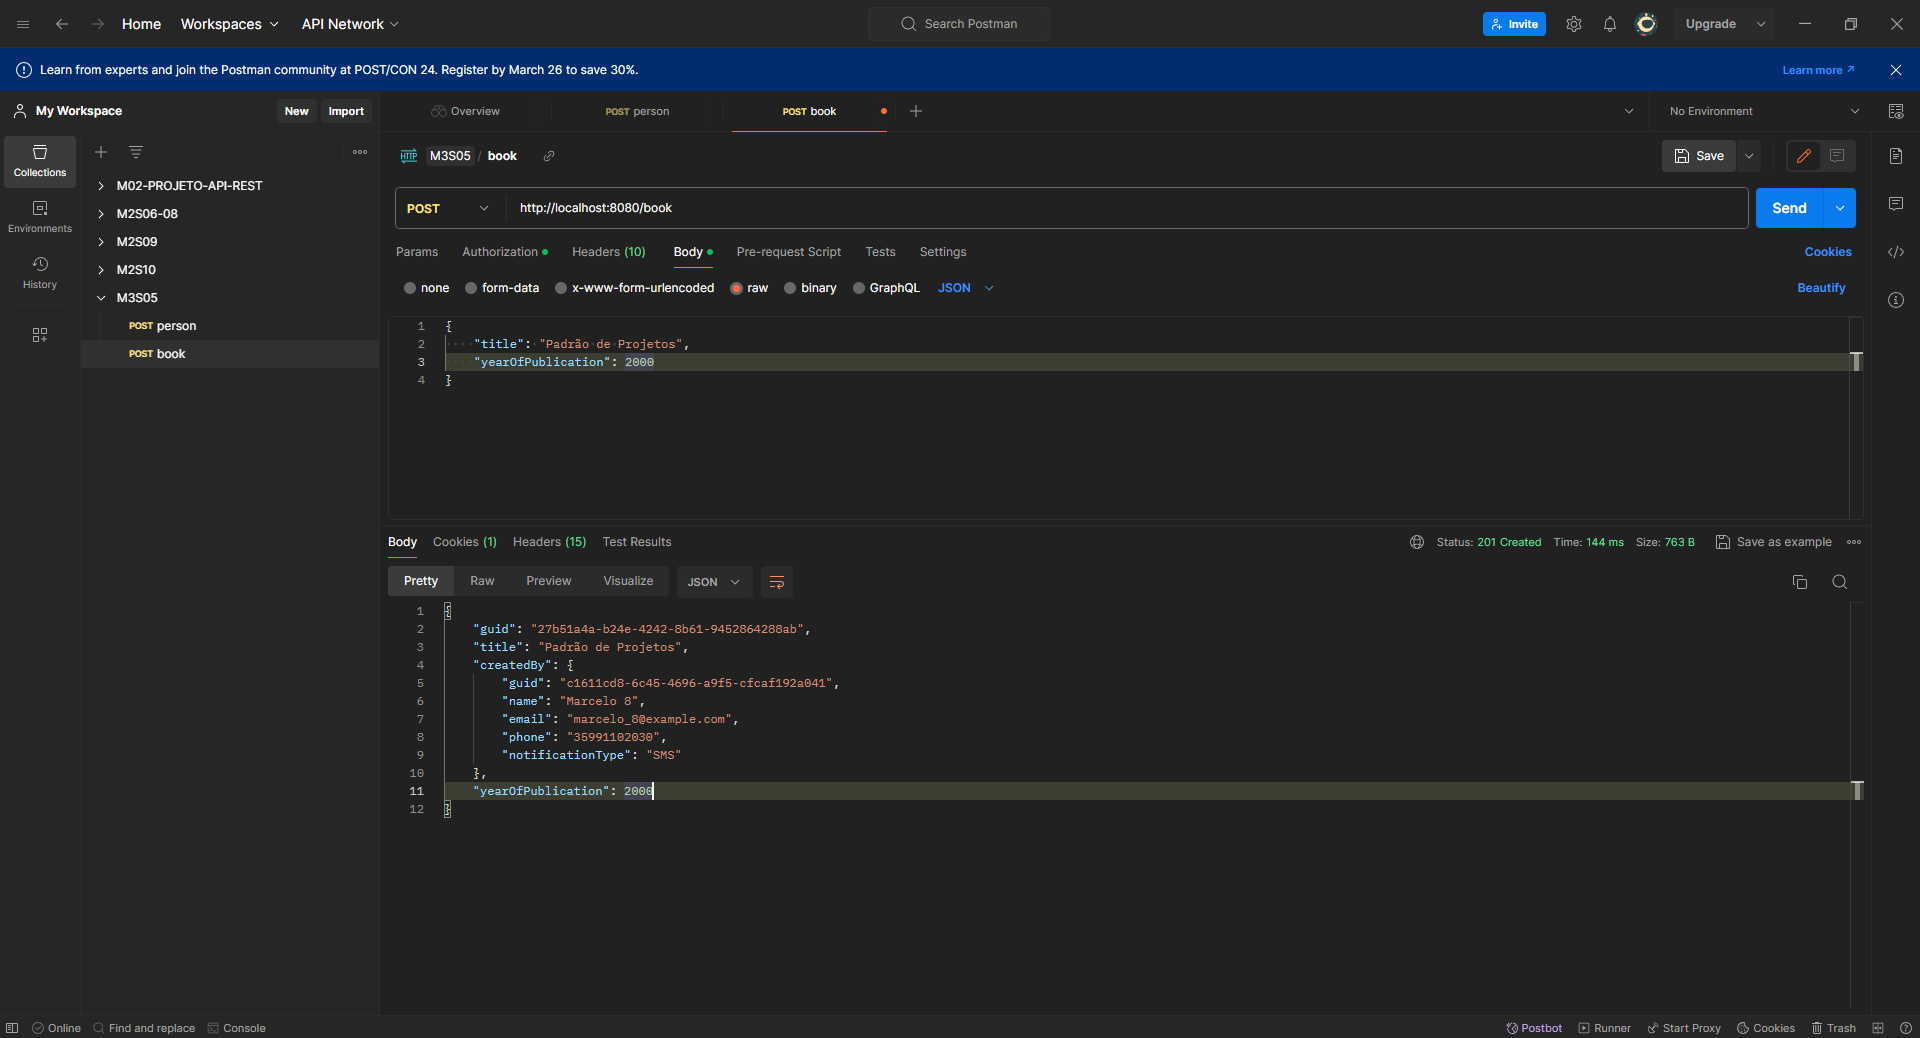 Home Workspaces API Network Search Postman Invite Upgrade
Learn from experts and join the Postman community at POST/CON 24. Register by March 26 to save 30%. Learn more
My Workspace New Import Overview POST person POST book No Environment
Collections
Environments
History
M02-PROJETO-API-REST
M2S06-08
M2S09
M2S10
M3S05
POST person
POST book
HTTP M3S05 / book Save
POST http://localhost:8080/book Send
Params Authorization Headers (10) Body Pre-request Script Tests Settings Cookies
none form-data x-www-form-urlencoded raw binary GraphQL JSON Beautify
1 {
2 "title": "Padrão de Projetos",
3 "yearOfPublication": 2000
4 }
Body Cookies (1) Headers (15) Test Results Status: 201 Created Time: 144 ms Size: 763 B Save as example
Pretty Raw Preview Visualize JSON
1 {
2 "guid": "27b51a4a-b24e-4242-8b61-9452864288ab",
3 "title": "Padrão de Projetos",
4 "createdBy": {
5 "guid": "c1611cd8-6c45-4696-a9f5-cfcaf192a041",
6 "name": "Marcelo 8",
7 "email": "marcelo_8@example.com",
8 "phone": "35991102030",
9 "notificationType": "SMS"
10 },
11 "yearOfPublication": 2000
12 }
Online Find and replace Console Postbot Runner Start Proxy Cookies Trash